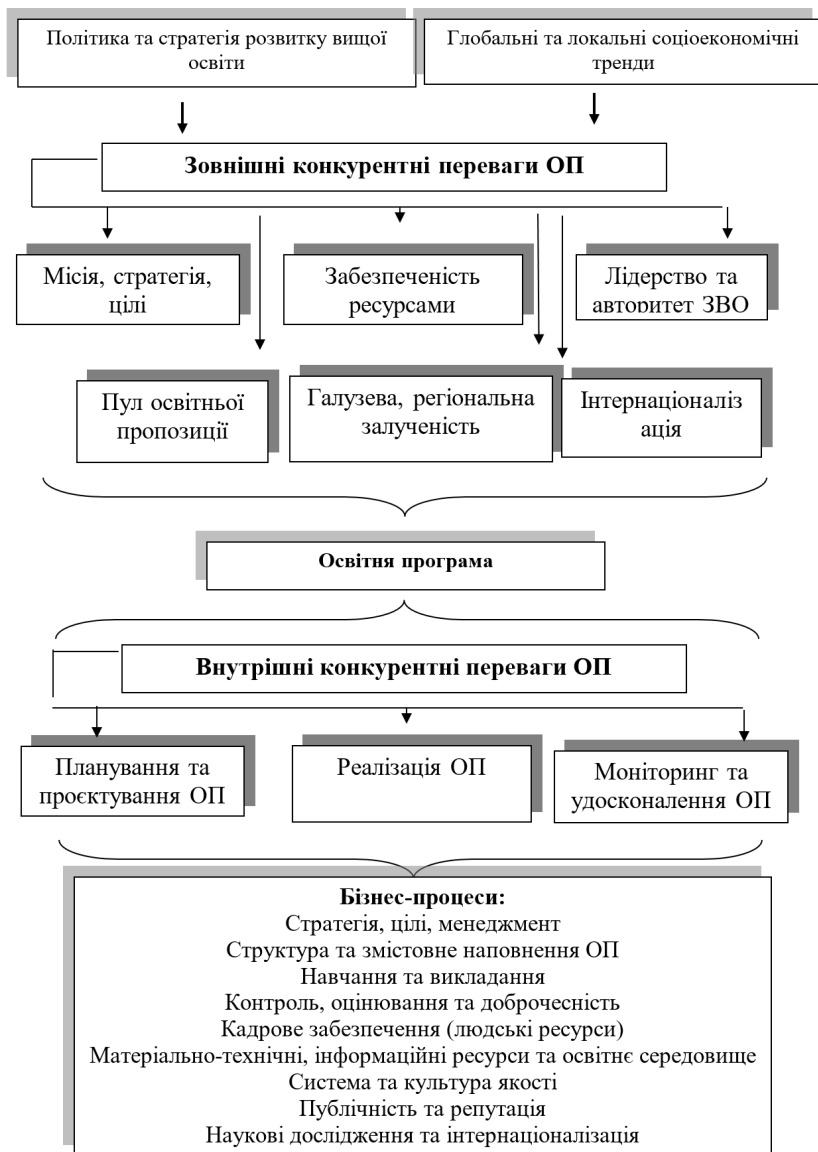 Політика та стратегія розвитку вищої
освіти
Глобальні та локальні соціоекономічні
тренди
Зовнішні конкурентні переваги ОП
Місія, стратегія,
цілі
Забезпеченість
ресурсами
Лідерство та
авторитет ЗВО
Пул освітньої
пропозиції
Галузева, регіональна
залученість
Інтернаціоналіз
ація
Освітня програма
Внутрішні конкурентні переваги ОП
Планування та
проєктування ОП
Реалізація ОП
Моніторинг та
удосконалення ОП
Бізнес-процеси:
Стратегія, цілі, менеджмент
Структура та змістовне наповнення ОП
Навчання та викладання
Контроль, оцінювання та доброчесність
Кадрове забезпечення (людські ресурси)
Матеріально-технічні, інформаційні ресурси та освітнє середовище
Система та культура якості
Публічність та репутація
Наукові дослідження та інтернаціоналізація